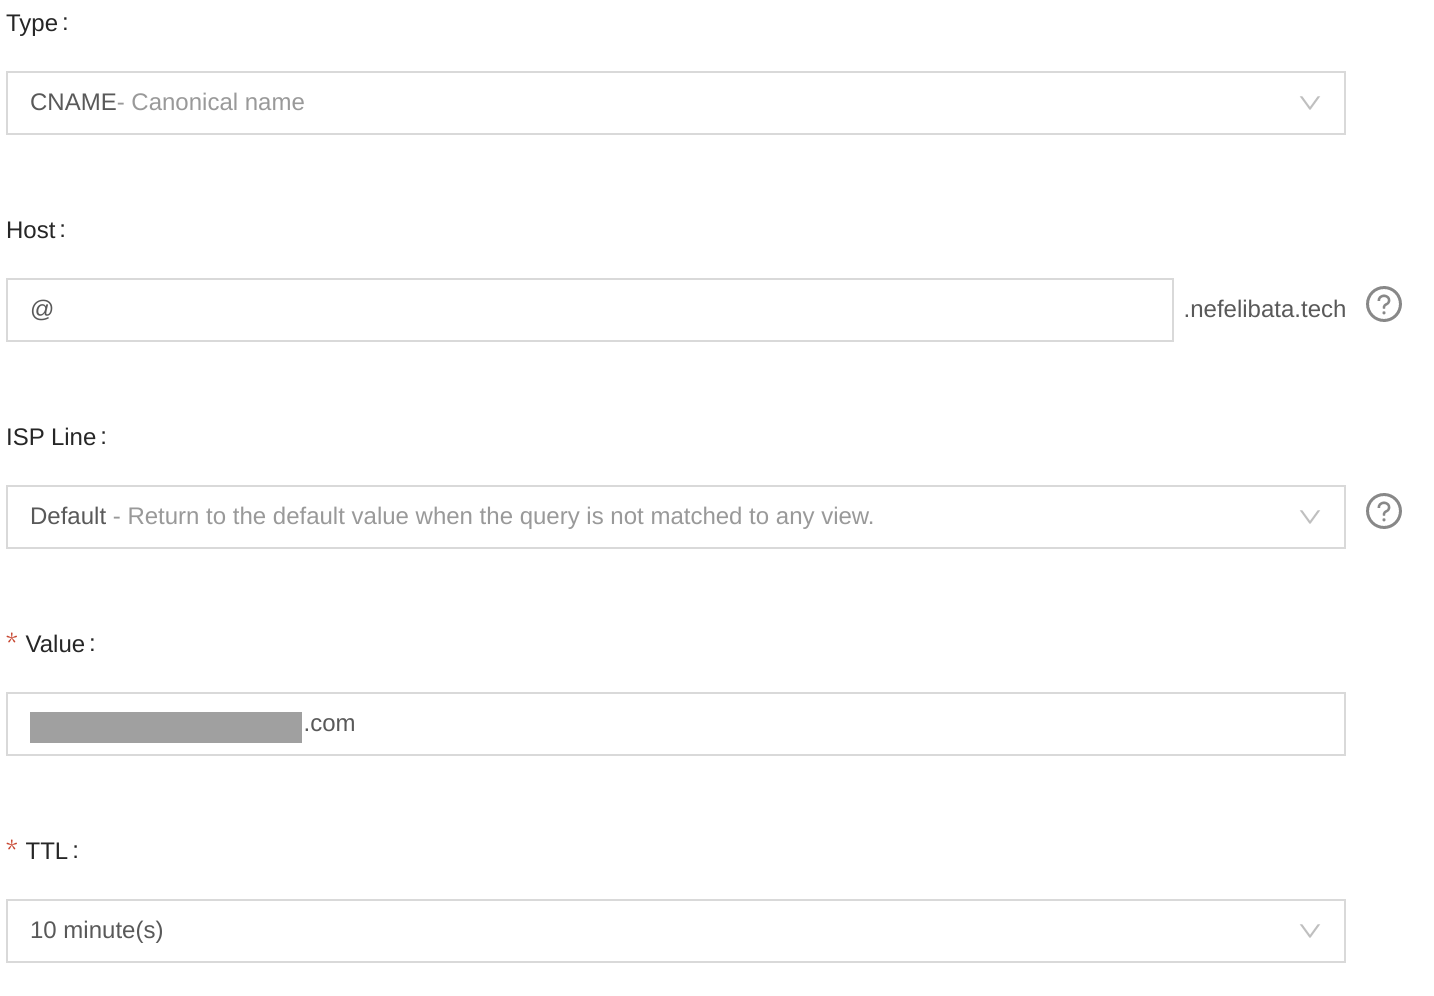 Type:
CNAME- Canonical name
Host:
@ .nefelibata.tech ?
ISP Line:
Default - Return to the default value when the query is not matched to any view. ?
* Value:
.com
* TTL:
10 minute(s)